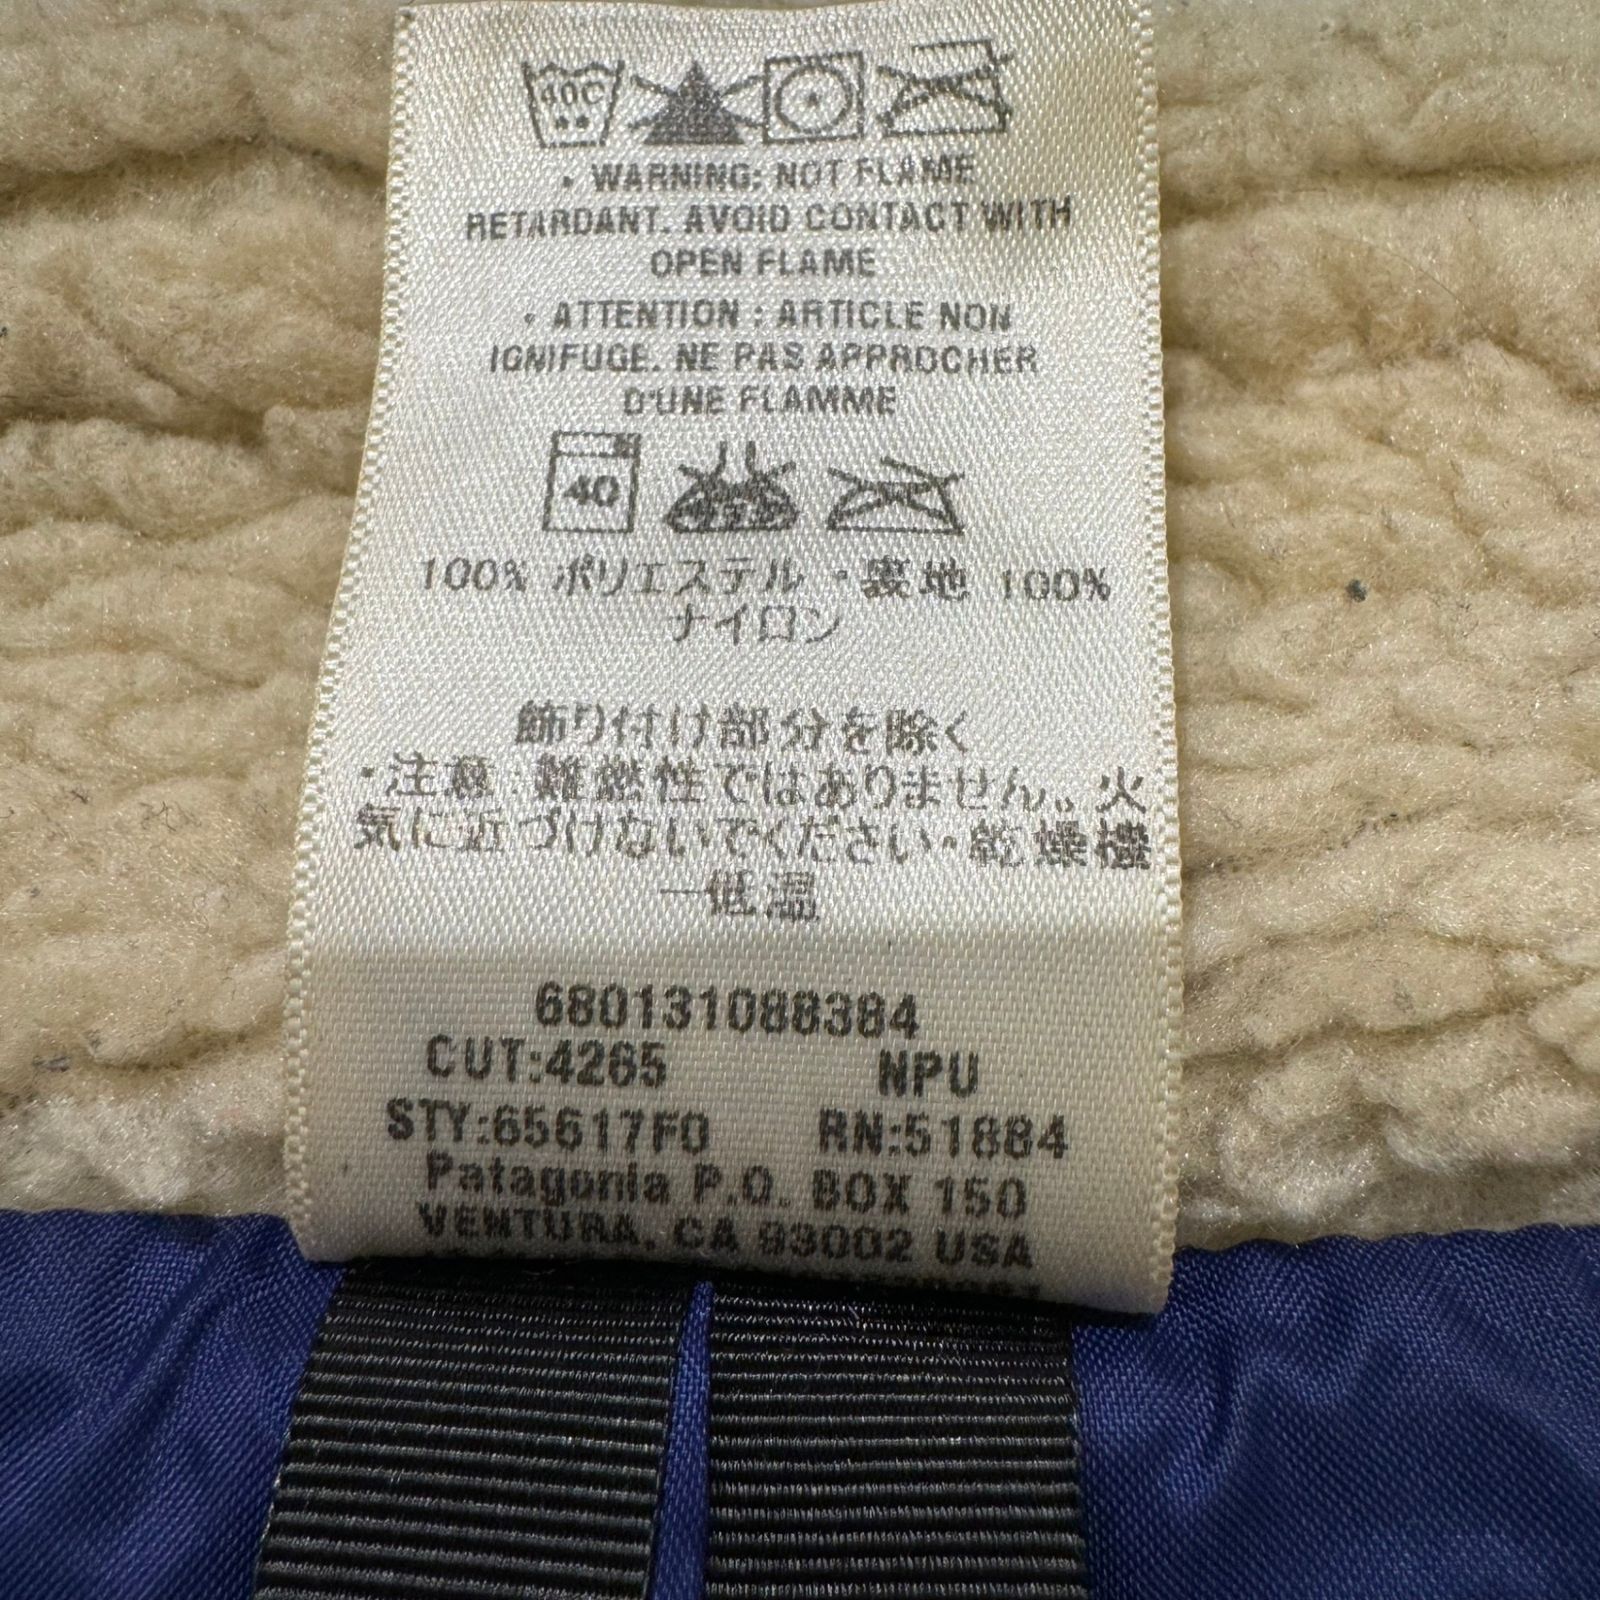 40C
• WARNING: NOT FLAME
RETARDANT. AVOID CONTACT WITH
OPEN FLAME
• ATTENTION : ARTICLE NON
IGNIFUGE. NE PAS APPROCHER
D'UNE FLAMME
40
100% ポリエステル・裏地 100%
ナイロン
飾り付け部分を除く
・注意：難燃性ではありません。火
気に近づけないでください・乾燥機
一低温
680131088384
CUT:4265 NPU
STY:65617F0 RN:51884
Patagonia P.O. BOX 150
VENTURA, CA 93002 USA